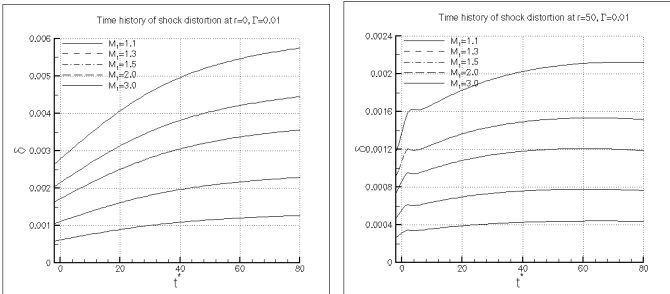 Time history of shock distortion at r=0, Γ=0.01
0.006
0.005
0.004
0.003
0.002
0.001
0
δ
M₁=1.1
M₁=1.3
M₁=1.5
M₁=2.0
M₁=3.0
0
20
40
60
80
t*
Time history of shock distortion at r=50, Γ=0.01
0.0024
0.002
0.0016
0.0012
0.0008
0.0004
0
δ
M₁=1.1
M₁=1.3
M₁=1.5
M₁=2.0
M₁=3.0
0
20
40
60
80
t*